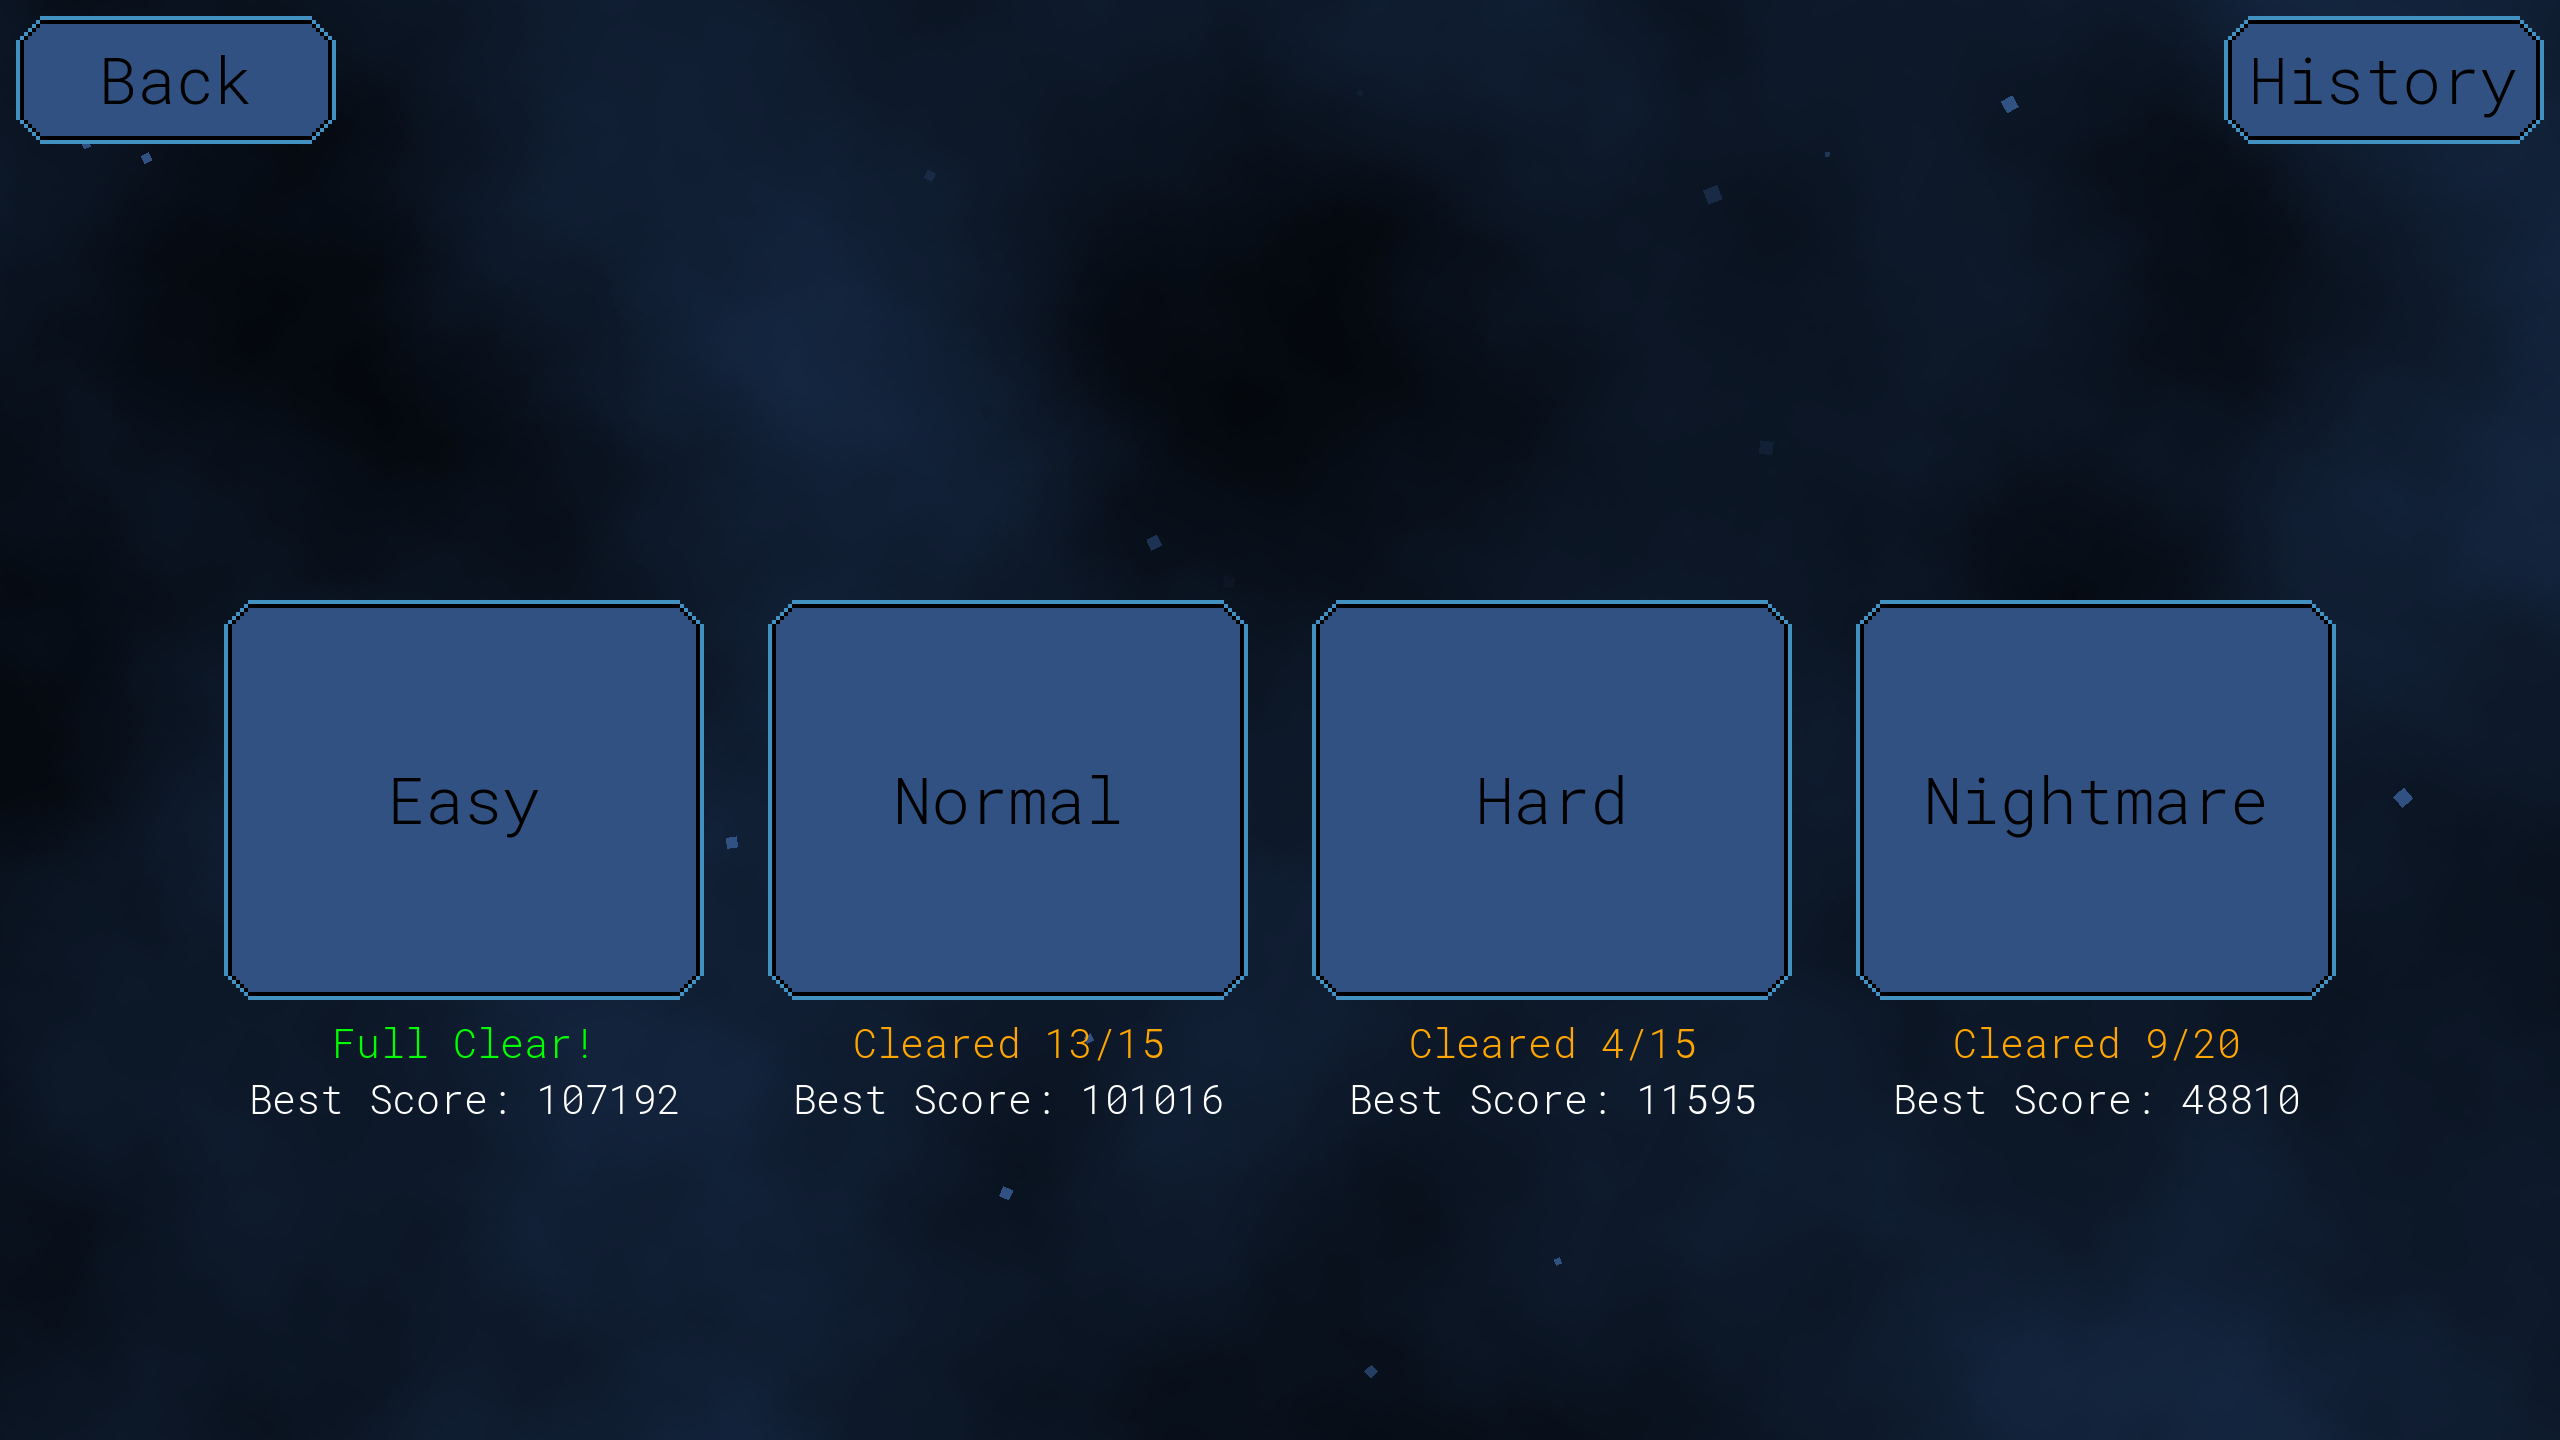 Back
History
Easy
Normal
Hard
Nightmare
Full Clear!
Cleared 13/15
Cleared 4/15
Cleared 9/20
Best Score: 107192
Best Score: 101016
Best Score: 11595
Best Score: 48810